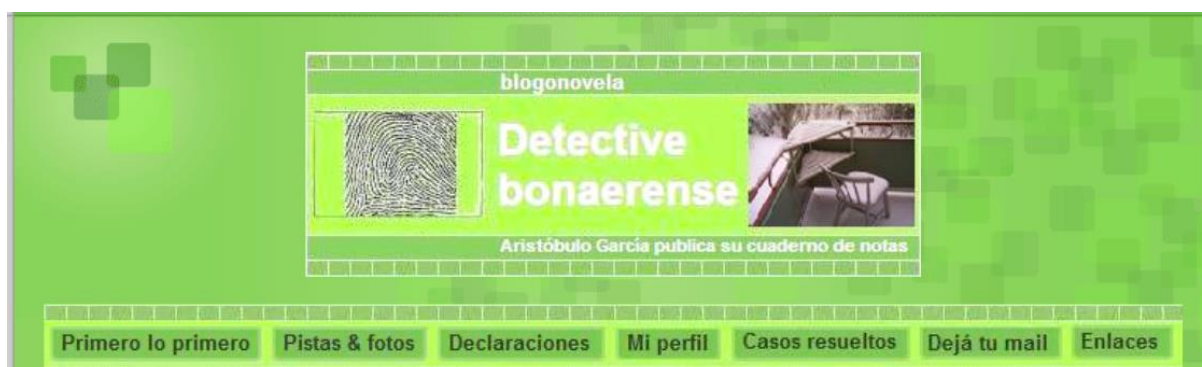 blogonovela
Detective
bonaerense
Aristóbulo García publica su cuaderno de notas
Primero lo primero Pistas & fotos Declaraciones Mi perfil Casos resueltos Dejá tu mail Enlaces